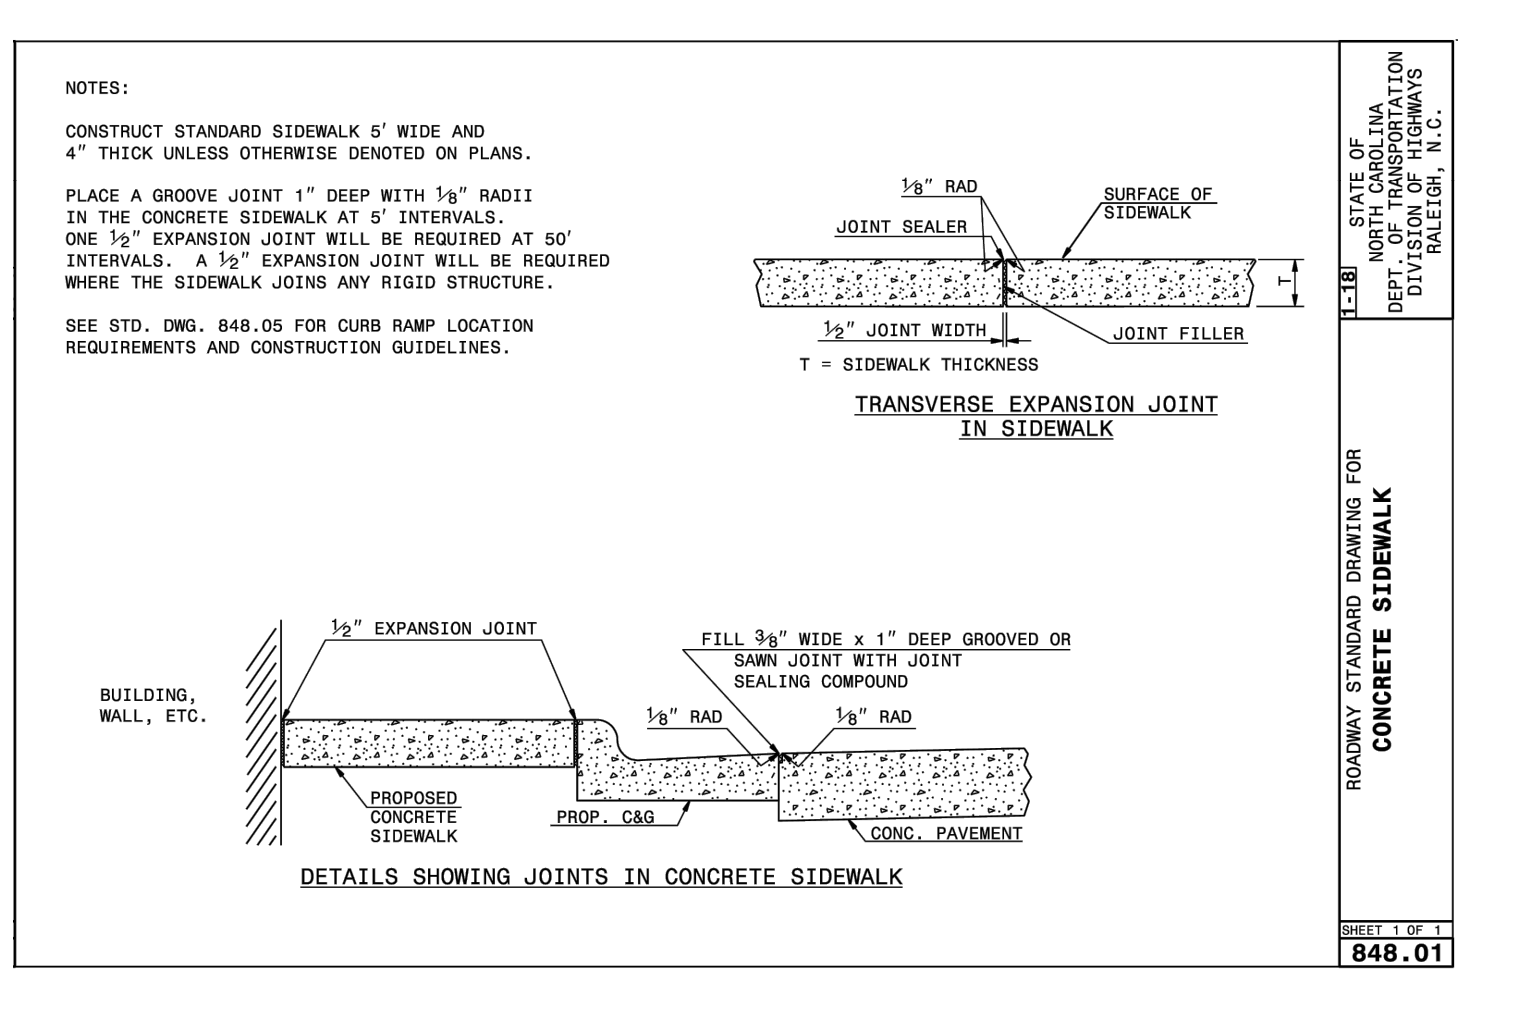 NOTES:
CONSTRUCT STANDARD SIDEWALK 5' WIDE AND
4" THICK UNLESS OTHERWISE DENOTED ON PLANS.
PLACE A GROOVE JOINT 1" DEEP WITH 1/8" RADII
IN THE CONCRETE SIDEWALK AT 5' INTERVALS.
ONE 1/2" EXPANSION JOINT WILL BE REQUIRED AT 50'
INTERVALS. A 1/2" EXPANSION JOINT WILL BE REQUIRED
WHERE THE SIDEWALK JOINS ANY RIGID STRUCTURE.
SEE STD. DWG. 848.05 FOR CURB RAMP LOCATION
REQUIREMENTS AND CONSTRUCTION GUIDELINES.
1/8" RAD
SURFACE OF
SIDEWALK
JOINT SEALER
T
1/2" JOINT WIDTH
JOINT FILLER
T = SIDEWALK THICKNESS
TRANSVERSE EXPANSION JOINT
IN SIDEWALK
1/2" EXPANSION JOINT
FILL 3/8" WIDE x 1" DEEP GROOVED OR
SAWN JOINT WITH JOINT
SEALING COMPOUND
BUILDING,
WALL, ETC.
1/8" RAD
1/8" RAD
PROPOSED
CONCRETE
SIDEWALK
PROP. C&G
CONC. PAVEMENT
DETAILS SHOWING JOINTS IN CONCRETE SIDEWALK
STATE OF
NORTH CAROLINA
DEPT. OF TRANSPORTATION
DIVISION OF HIGHWAYS
RALEIGH, N.C.
1-18
ROADWAY STANDARD DRAWING FOR
CONCRETE SIDEWALK
SHEET 1 OF 1
848.01